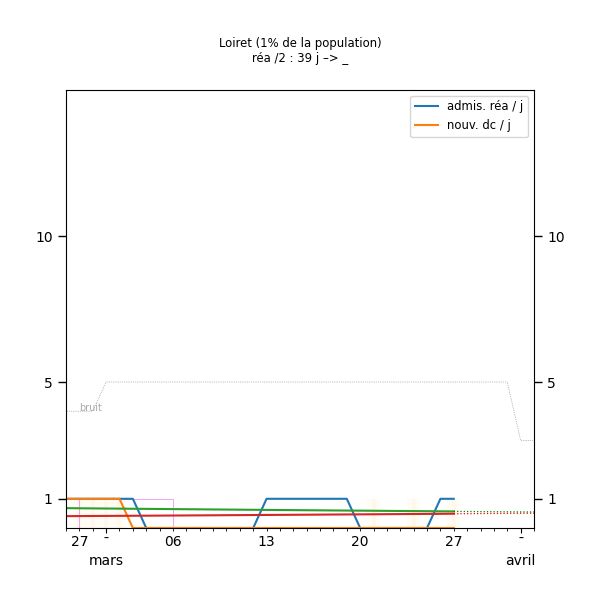 Loiret (1% de la population)
réa /2 : 39 j –> _
admis. réa / j
nouv. dc / j
10 10
5 5
bruit
1 1
27 - 06 13 20 27 -
mars avril